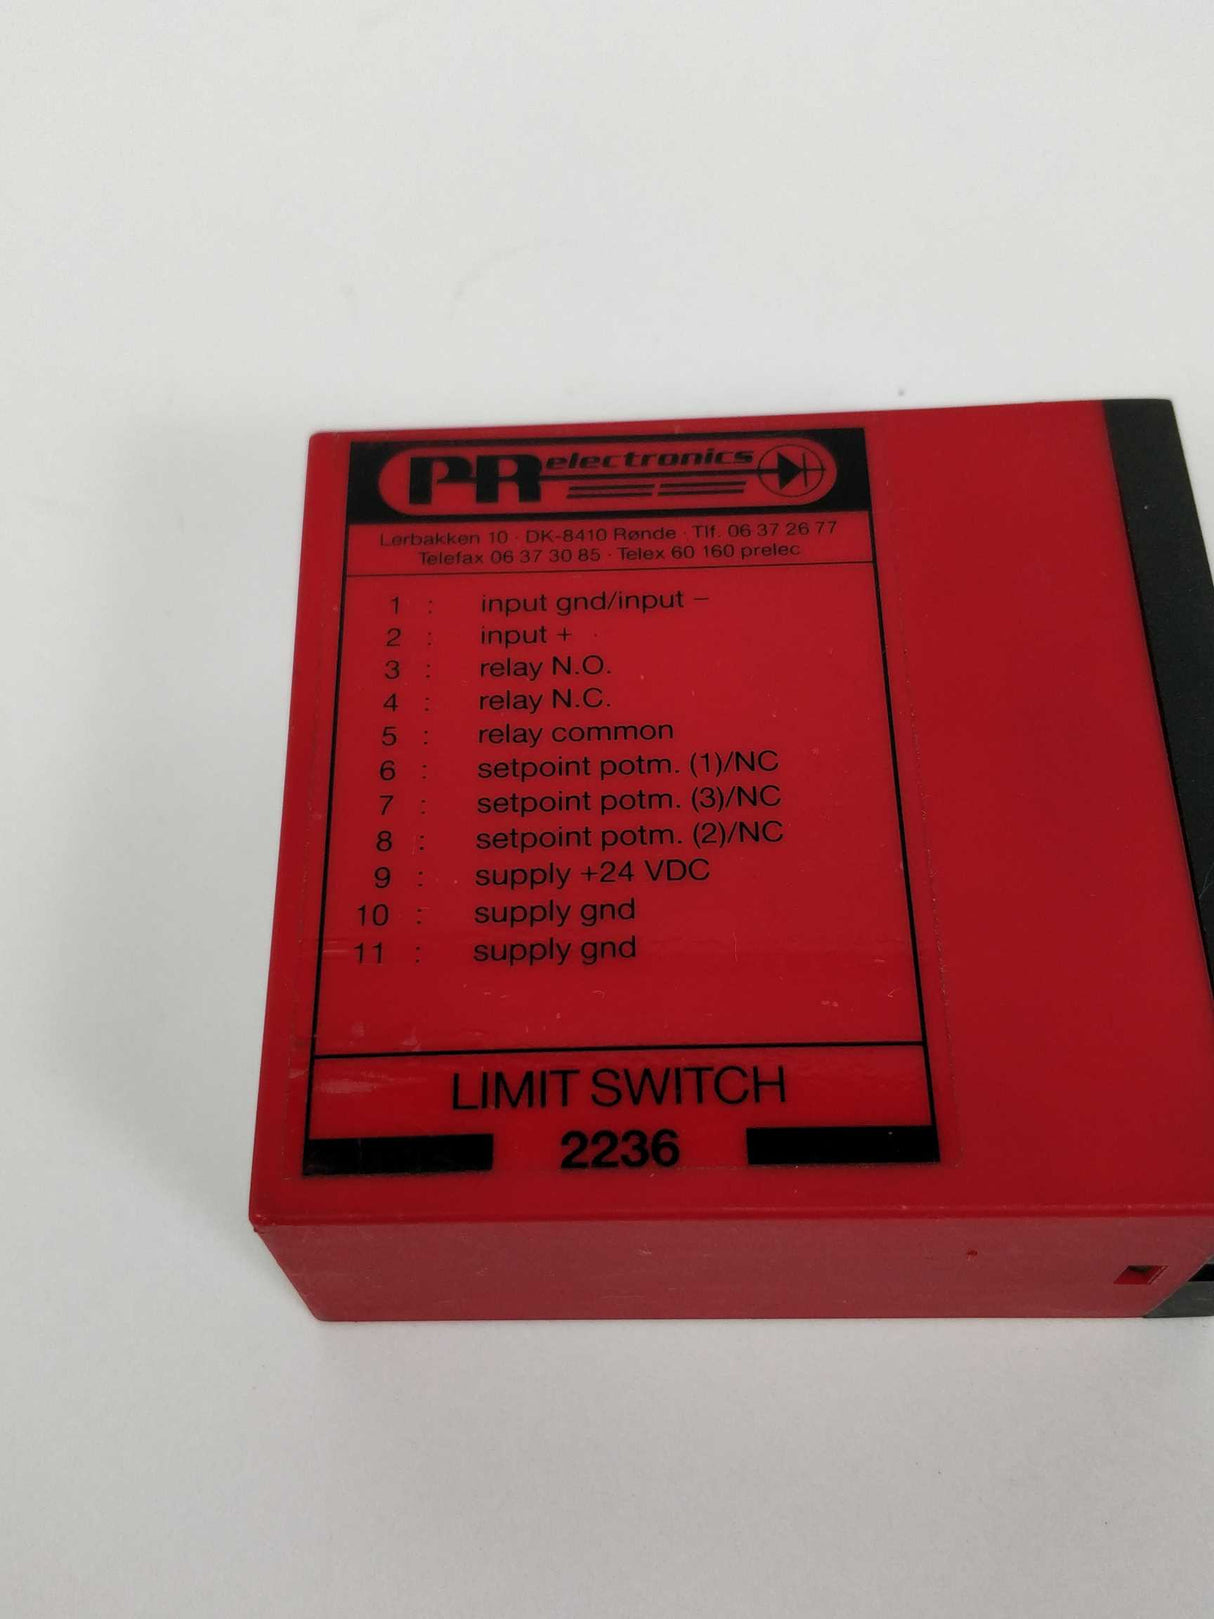 PR electronics
Lerbakken 10 · DK-8410 Rønde · Tlf. 06 37 26 77
Telefax 06 37 30 85 · Telex 60 160 prelec
1 : input gnd/input –
2 : input +
3 : relay N.O.
4 : relay N.C.
5 : relay common
6 : setpoint potm. (1)/NC
7 : setpoint potm. (3)/NC
8 : setpoint potm. (2)/NC
9 : supply +24 VDC
10 : supply gnd
11 : supply gnd
LIMIT SWITCH
2236